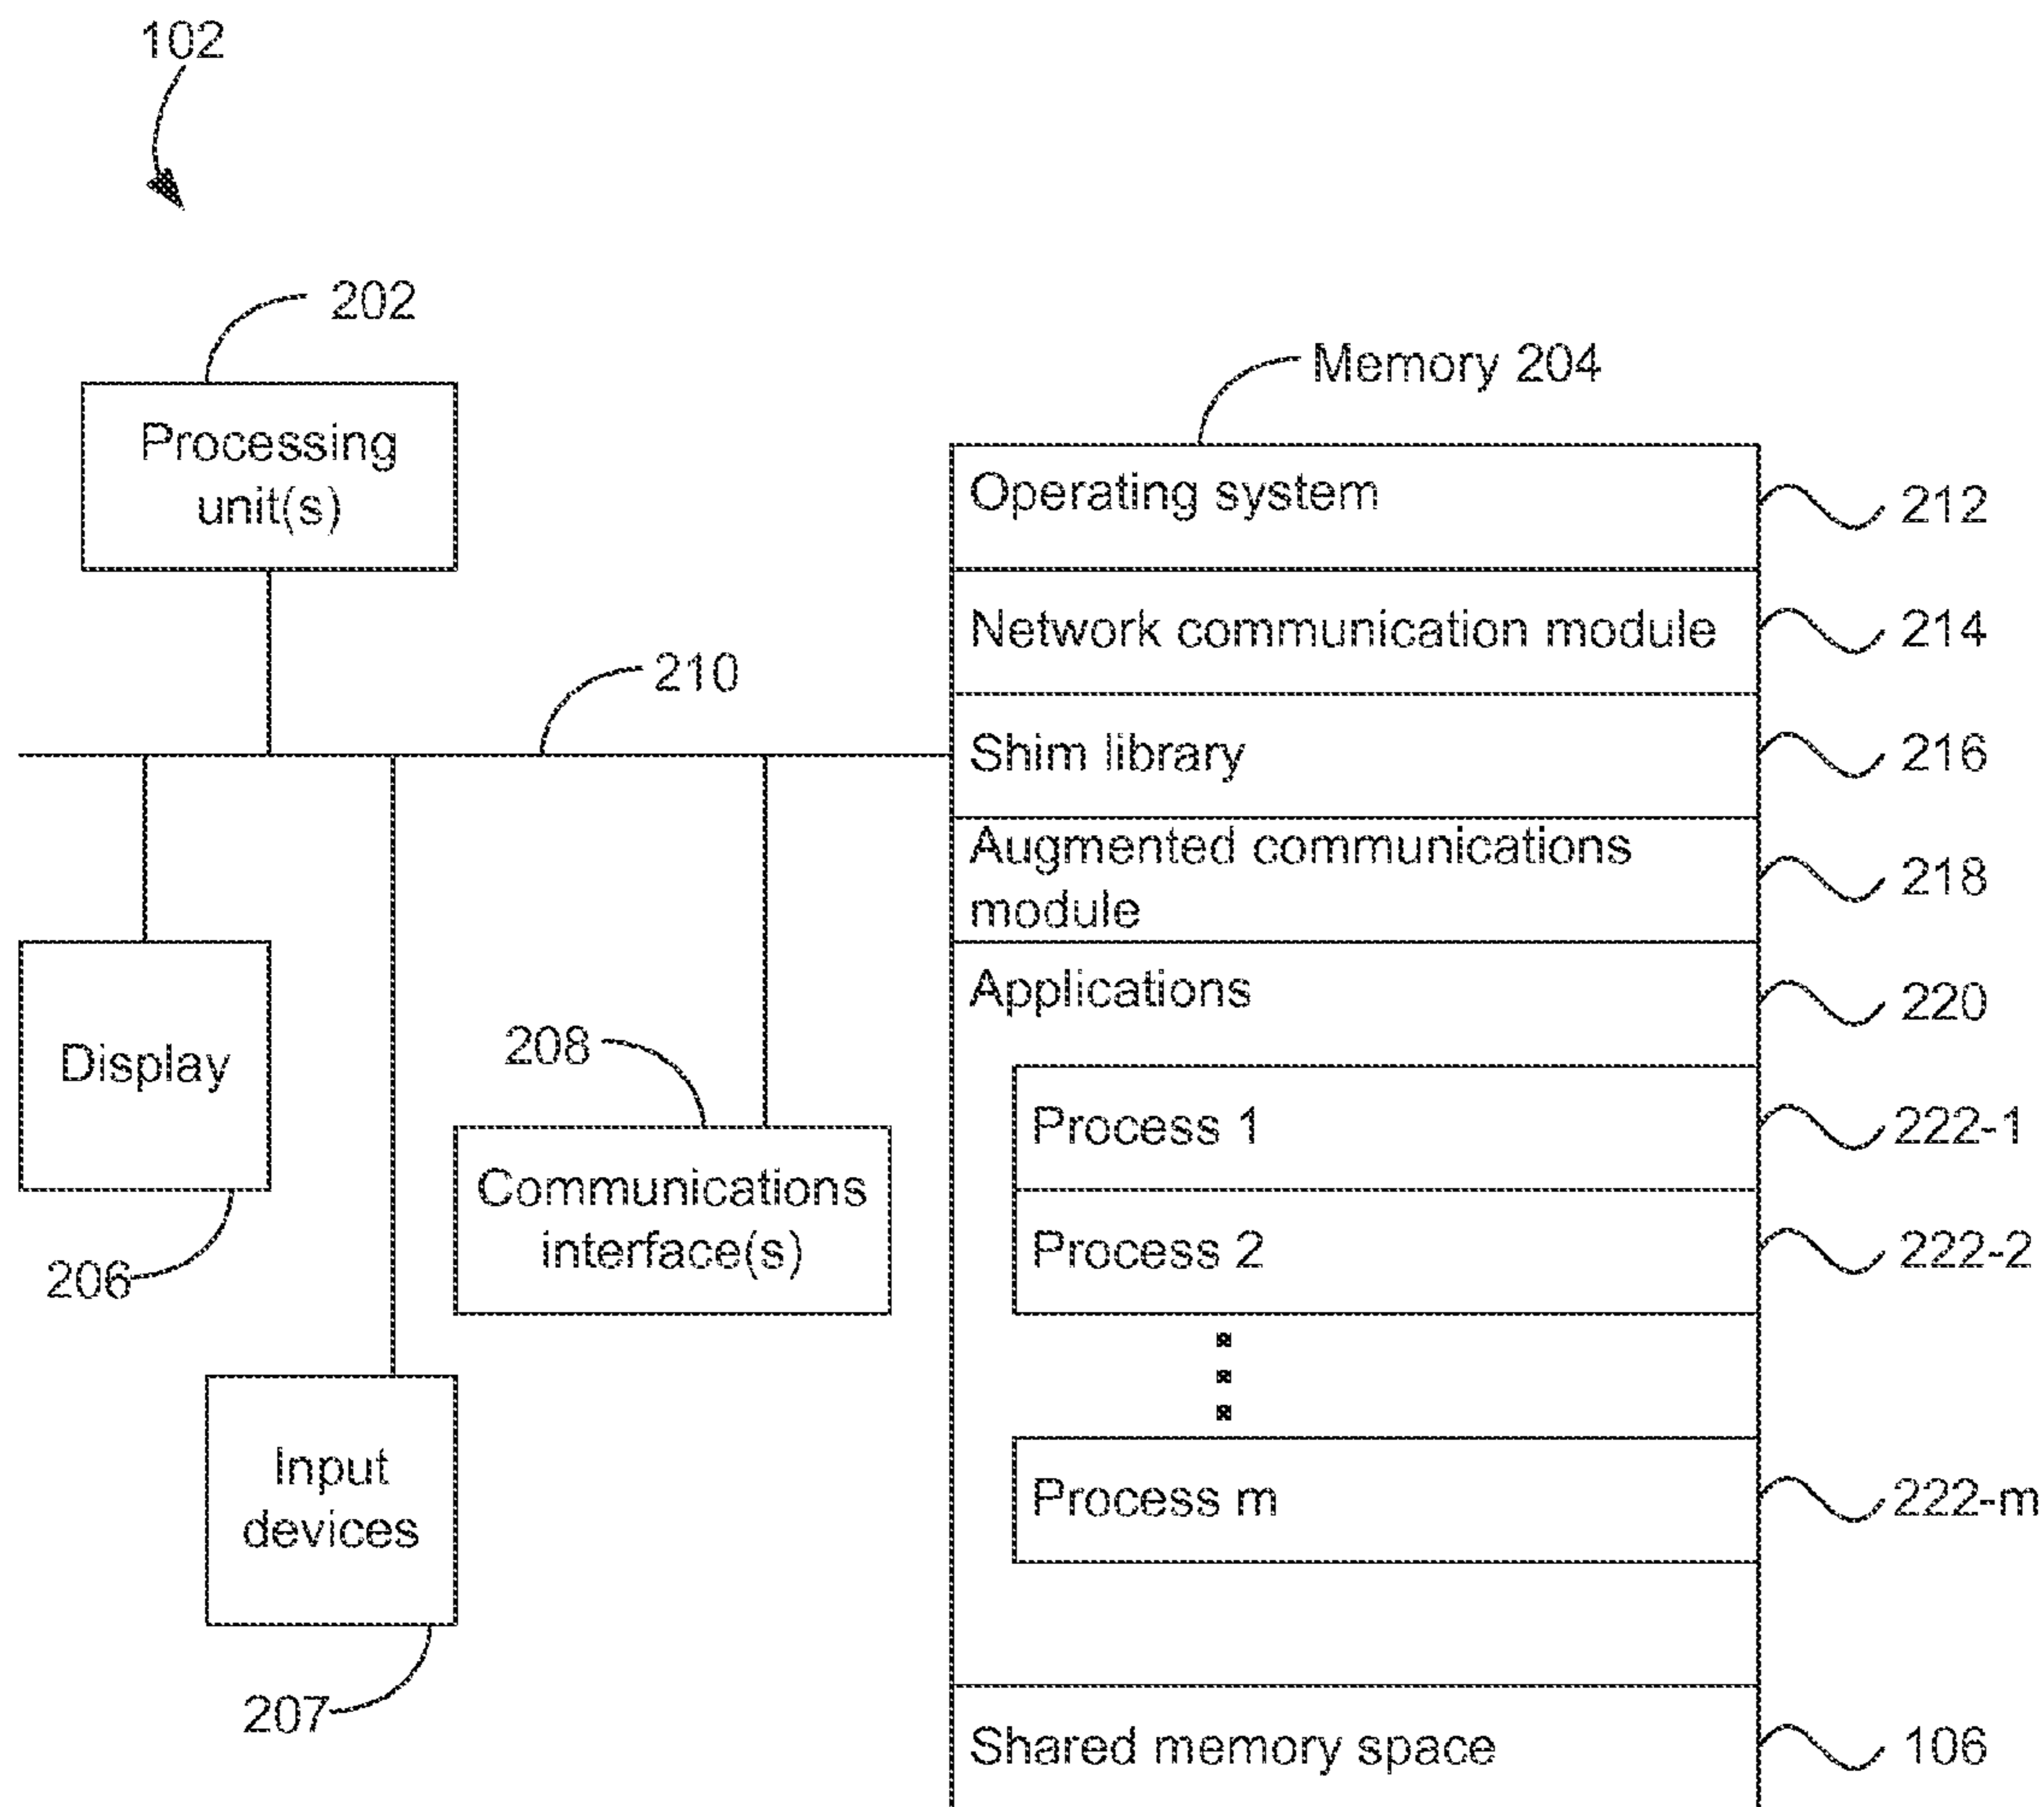 102
202
Processing
unit(s)
210
Display
206
208
Communications
interface(s)
Input
devices
207
Memory 204
Operating system
212
Network communication module
214
Shim library
216
Augmented communications
module
218
Applications
220
Process 1
222-1
Process 2
222-2
Process m
222-m
Shared memory space
106